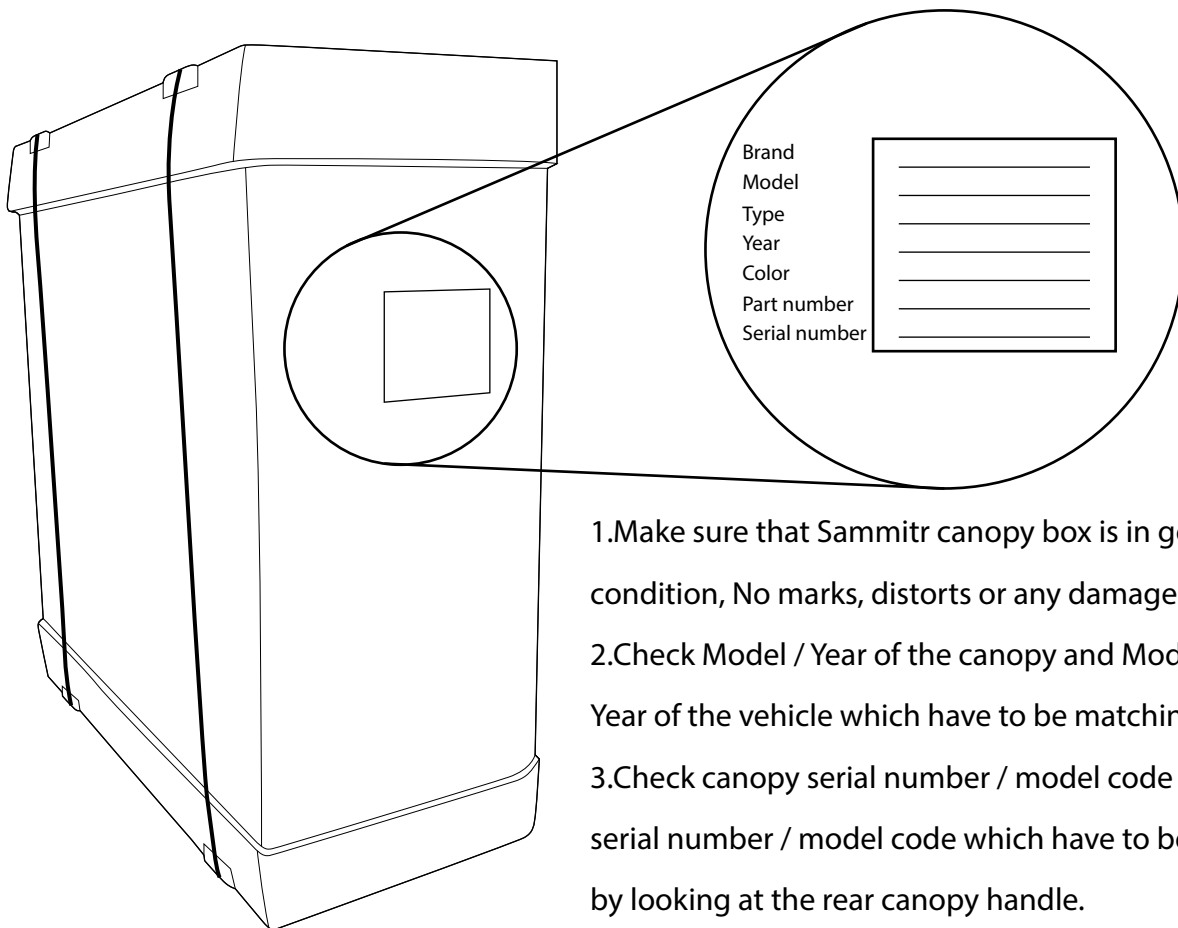 Brand
Model
Type
Year
Color
Part number
Serial number
1.Make sure that Sammitr canopy box is in
condition, No marks, distorts or any damage
2.Check Model / Year of the canopy and
Year of the vehicle which have to be
3.Check canopy serial number / model code
serial number / model code which have to
by looking at the rear canopy handle.